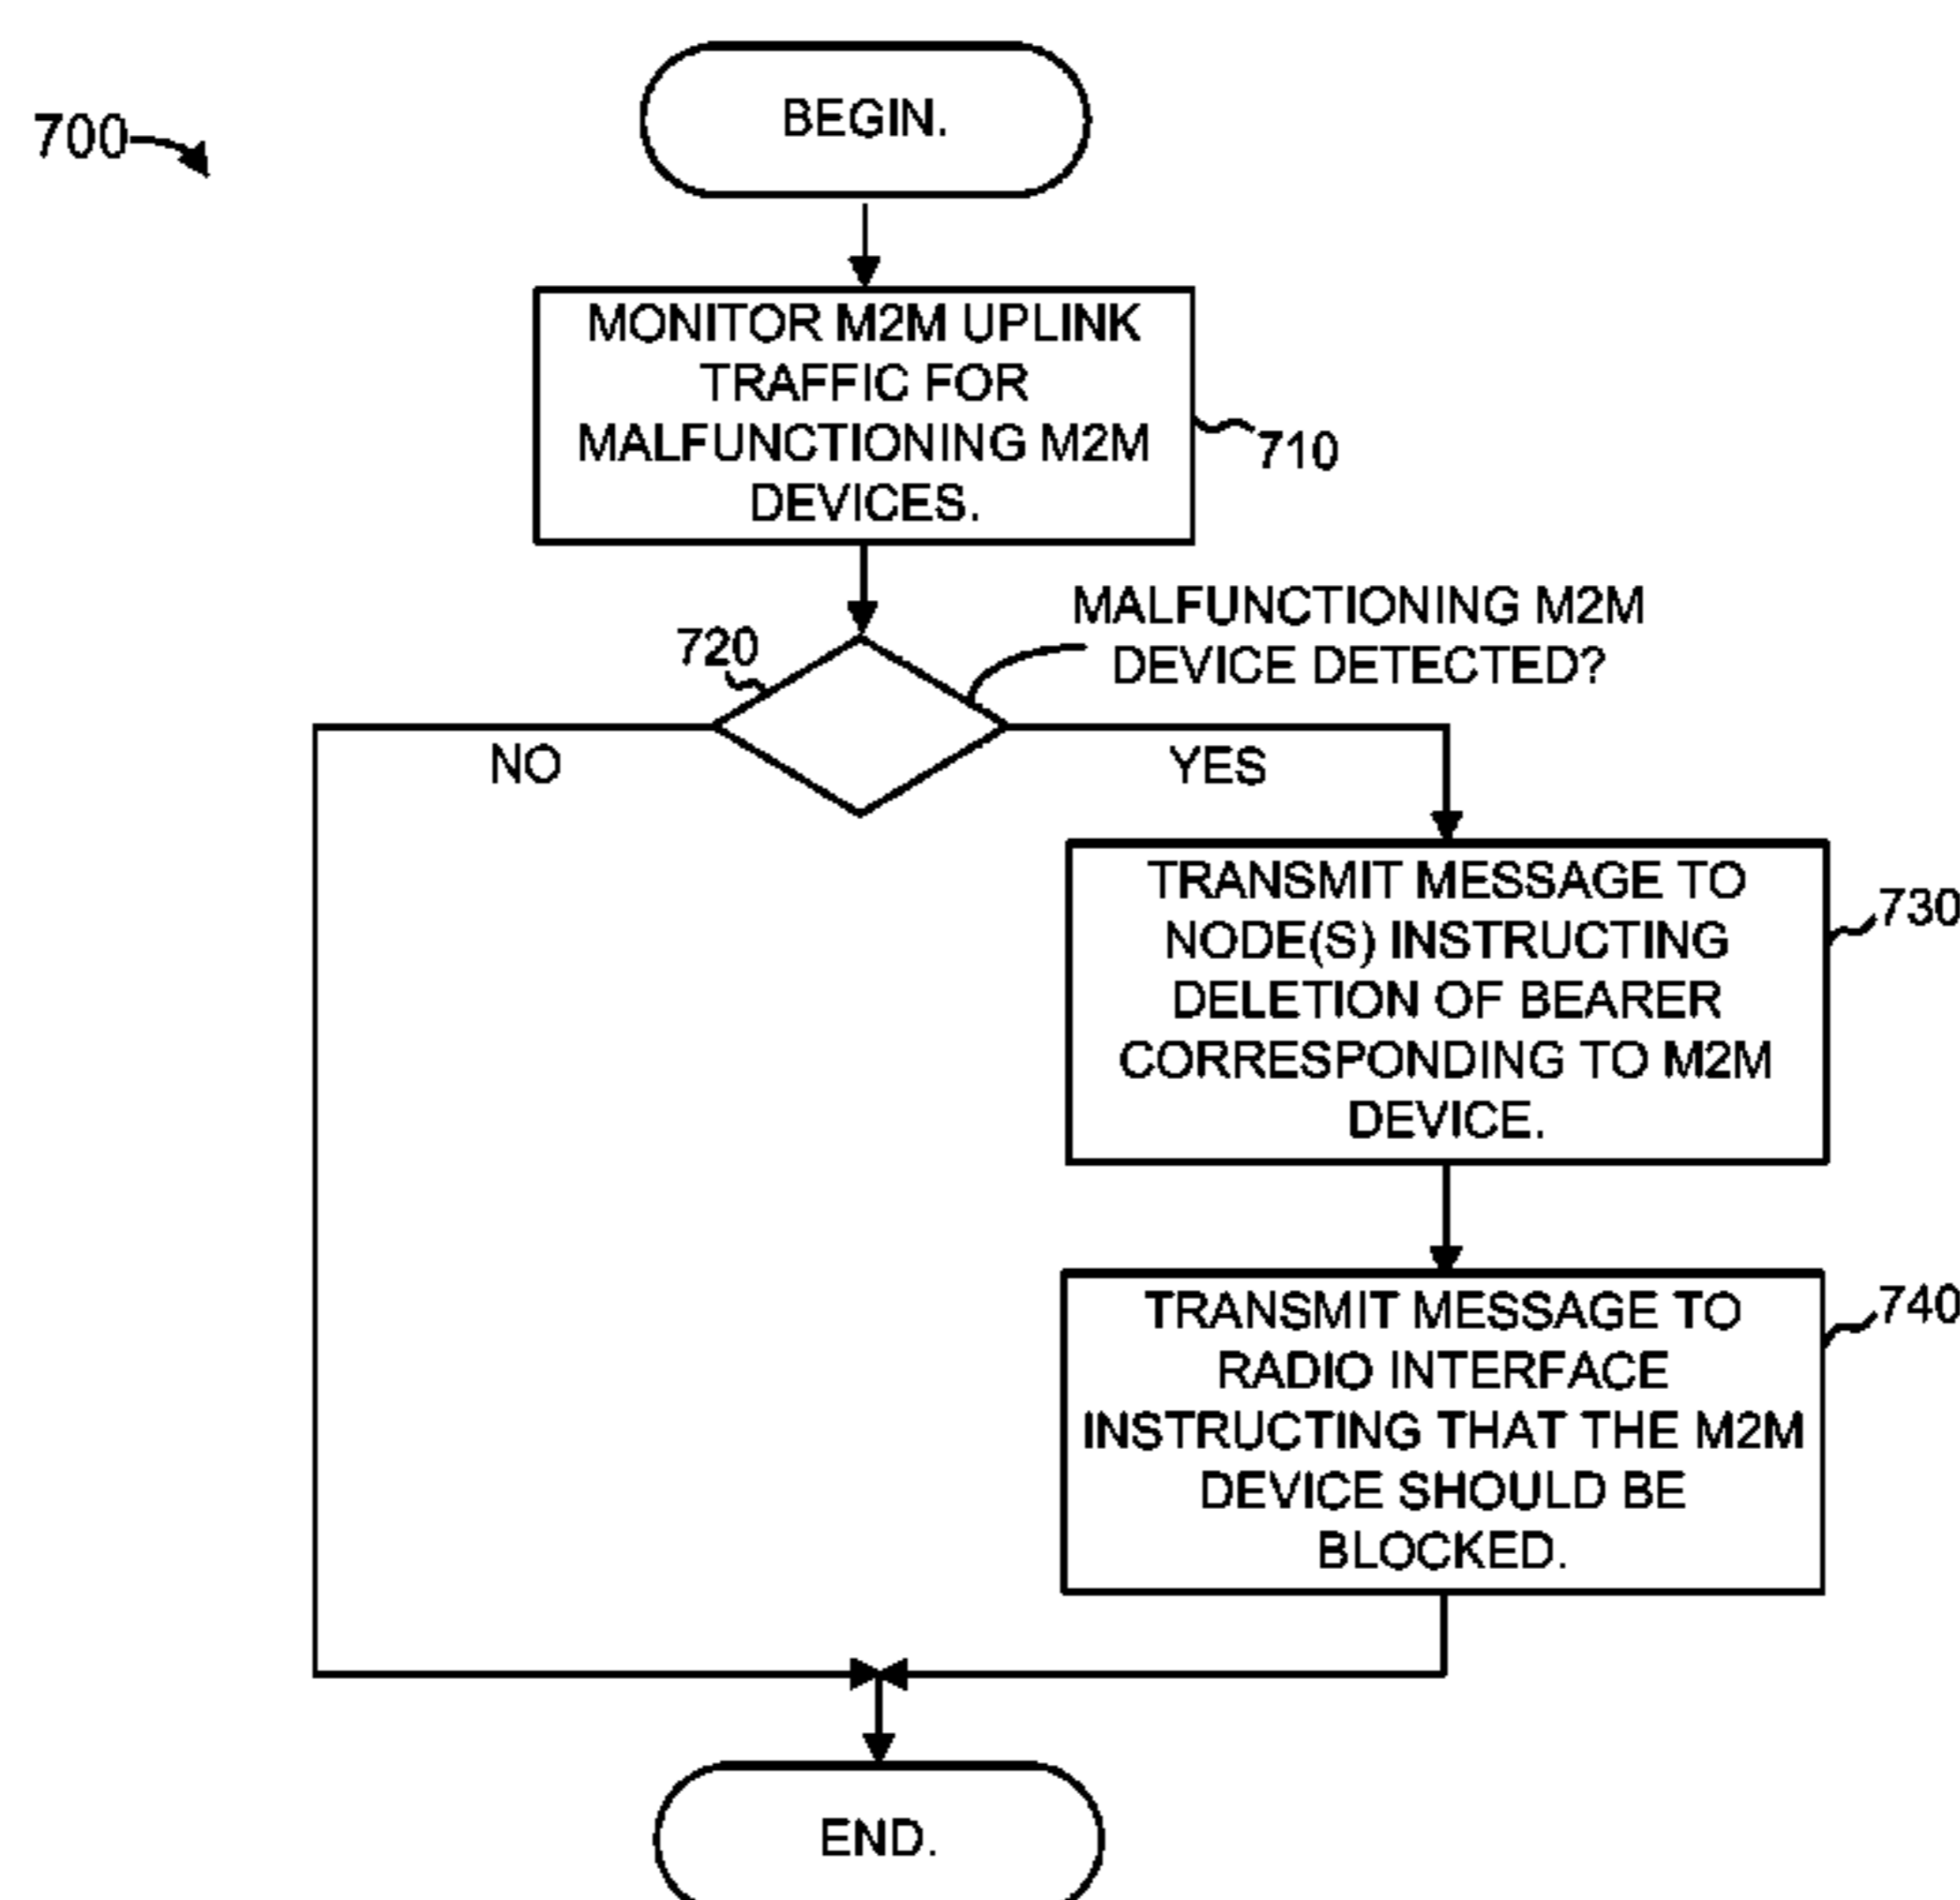 700
BEGIN.
MONITOR M2M UPLINK
TRAFFIC FOR
MALFUNCTIONING M2M
DEVICES.
710
MALFUNCTIONING M2M
DEVICE DETECTED?
720
NO
YES
TRANSMIT MESSAGE TO
NODE(S) INSTRUCTING
DELETION OF BEARER
CORRESPONDING TO M2M
DEVICE.
730
TRANSMIT MESSAGE TO
RADIO INTERFACE
INSTRUCTING THAT THE M2M
DEVICE SHOULD BE
BLOCKED.
740
END.